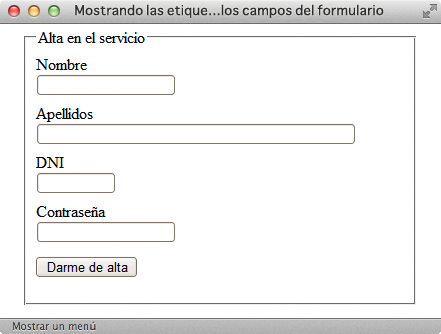 Mostrando las etique...los campos del formulario
Alta en el servicio
Nombre
Apellidos
DNI
Contraseña
Darme de alta
Mostrar un menú